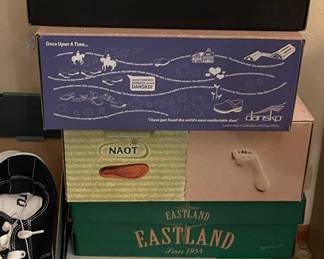 Once Upon A Time...
DANSKO!
"I have just found the world's most comfortable shoe!"
dansko
NAOT
EASTLAND
EASTLAND
Since 1955